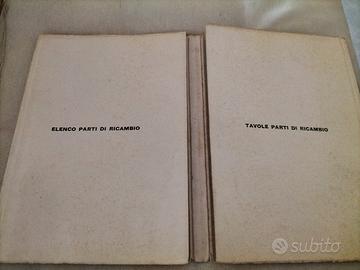 ELENCO PARTI DI RICAMBIO
TAVOLE PARTI DI RICAMBIO
subito